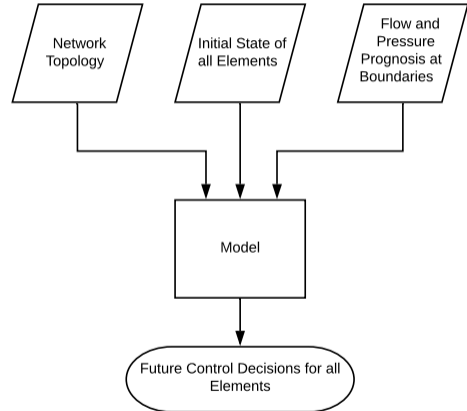 Network
Topology
Initial State of
all Elements
Flow and
Pressure
Prognosis at
Boundaries
Model
Future Control Decisions for all
Elements